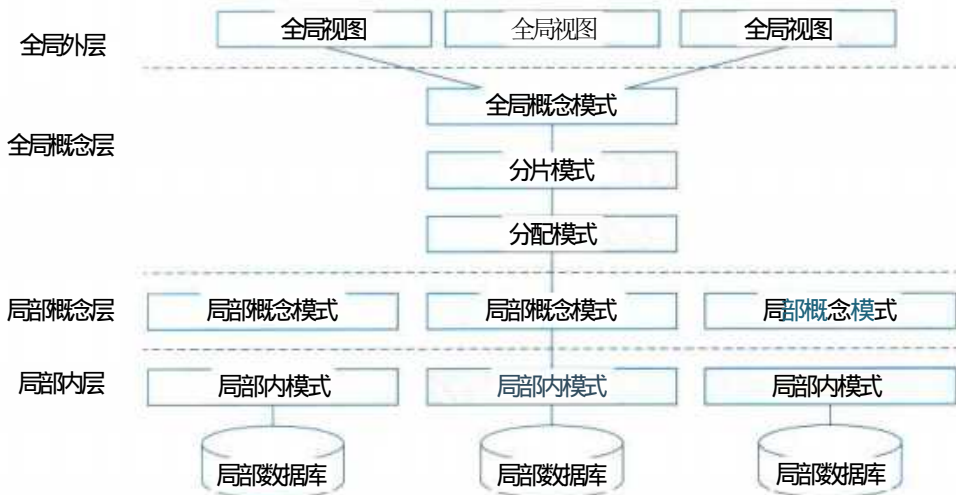 全局外层
全局视图 全局视图 全局视图
全局概念模式
全局概念层
分片模式
分配模式
局部概念层
局部概念模式 局部概念模式 局部概念模式
局部内层
局部内模式 局部内模式 局部内模式
局部数据库 局部数据库 局部数据库